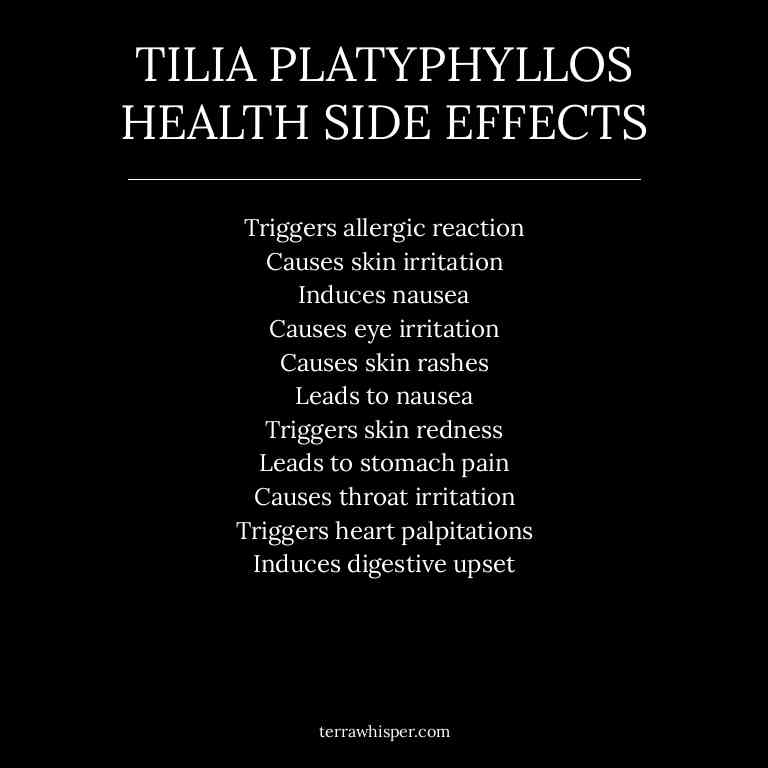 TILIA PLATYPHYLLOS
HEALTH SIDE EFFECTS
Triggers allergic reaction
Causes skin irritation
Induces nausea
Causes eye irritation
Causes skin rashes
Leads to nausea
Triggers skin redness
Leads to stomach pain
Causes throat irritation
Triggers heart palpitations
Induces digestive upset
terrawhisper.com